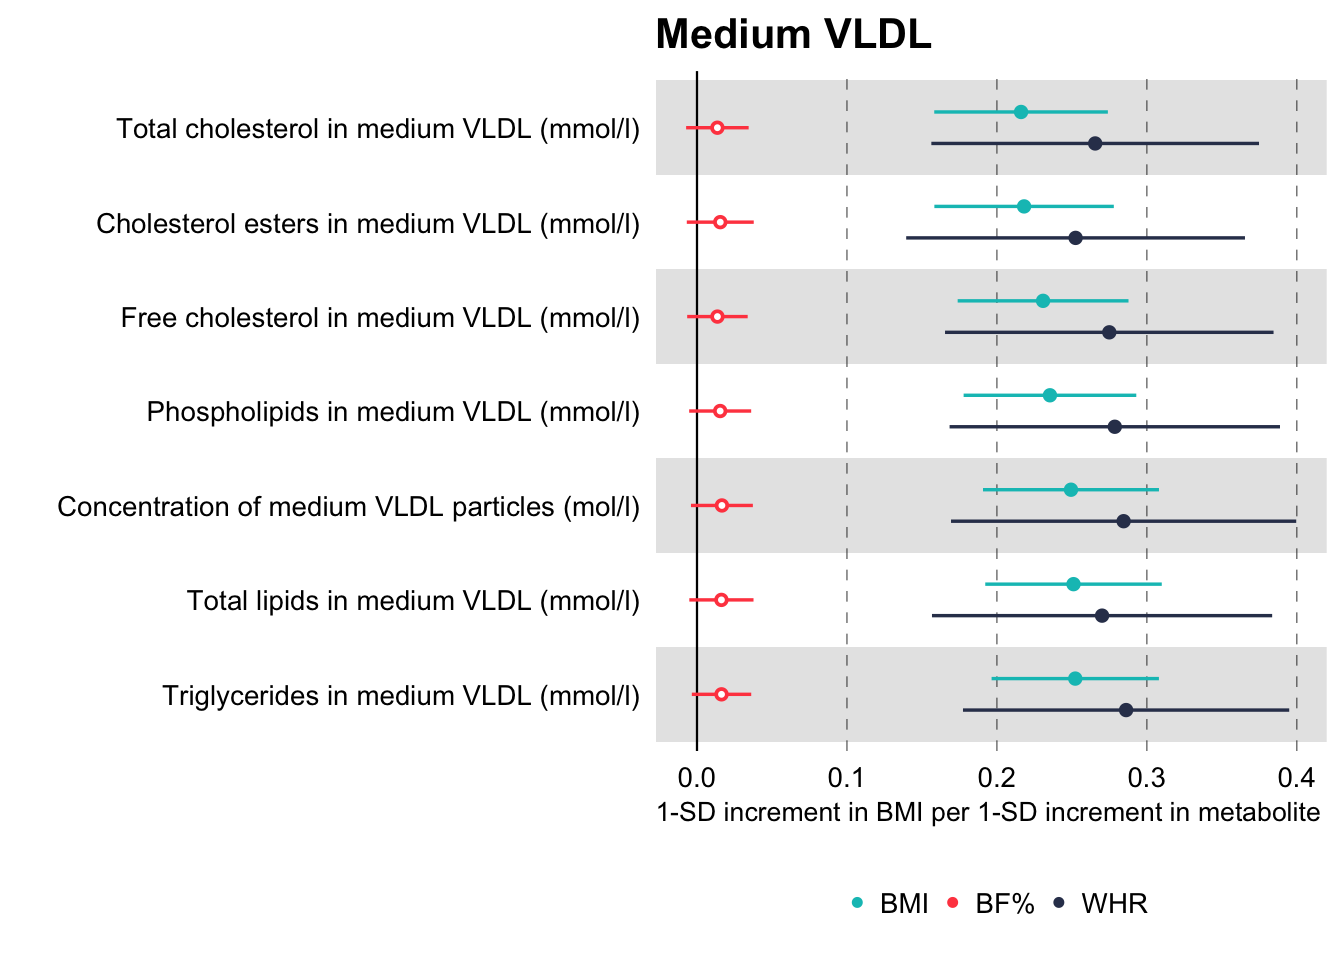 Medium VLDL
Total cholesterol in medium VLDL (mmol/l)
Cholesterol esters in medium VLDL (mmol/l)
Free cholesterol in medium VLDL (mmol/l)
Phospholipids in medium VLDL (mmol/l)
Concentration of medium VLDL particles (mol/l)
Total lipids in medium VLDL (mmol/l)
Triglycerides in medium VLDL (mmol/l)
0.0 0.1 0.2 0.3 0.4
1-SD increment in BMI per 1-SD increment in metabolite
BMI BF% WHR